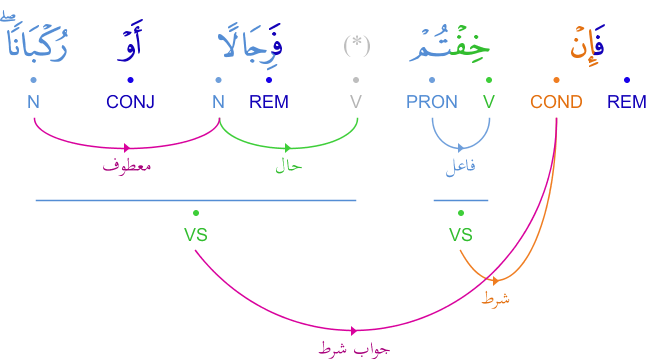 فَإِنْ خِفْتُمْ (*) فَرِجَالًا أَوْ رُكْبَانًا ۖ
REM COND V PRON V REM N CONJ N
فاعل حال معطوف
VS VS
شرط
جواب شرط